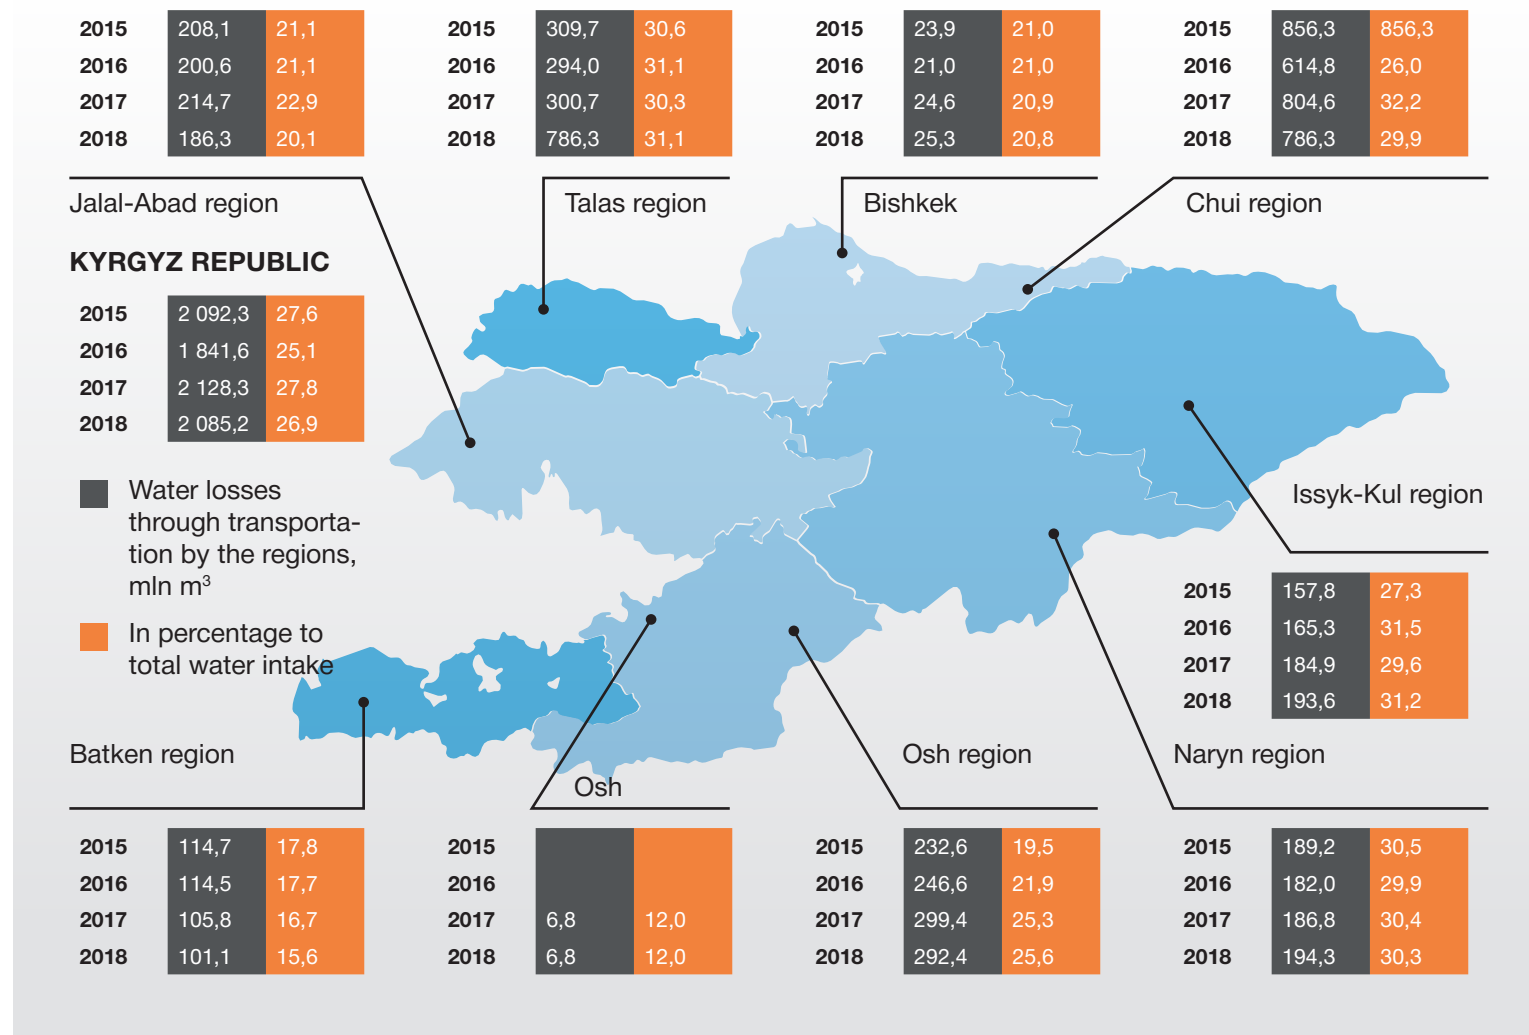 2015 208,1 21,1
2016 200,6 21,1
2017 214,7 22,9
2018 186,3 20,1
Jalal-Abad region
2015 309,7 30,6
2016 294,0 31,1
2017 300,7 30,3
2018 786,3 31,1
Talas region
2015 23,9 21,0
2016 21,0 21,0
2017 24,6 20,9
2018 25,3 20,8
Bishkek
2015 856,3 856,3
2016 614,8 26,0
2017 804,6 32,2
2018 786,3 29,9
Chui region
KYRGYZ REPUBLIC
2015 2 092,3 27,6
2016 1 841,6 25,1
2017 2 128,3 27,8
2018 2 085,2 26,9
Water losses
through transporta-
tion by the regions,
mln m³
In percentage to
total water intake
Issyk-Kul region
2015 157,8 27,3
2016 165,3 31,5
2017 184,9 29,6
2018 193,6 31,2
Batken region
2015 114,7 17,8
2016 114,5 17,7
2017 105,8 16,7
2018 101,1 15,6
Osh
2015
2016
2017 6,8 12,0
2018 6,8 12,0
Osh region
2015 232,6 19,5
2016 246,6 21,9
2017 299,4 25,3
2018 292,4 25,6
Naryn region
2015 189,2 30,5
2016 182,0 29,9
2017 186,8 30,4
2018 194,3 30,3